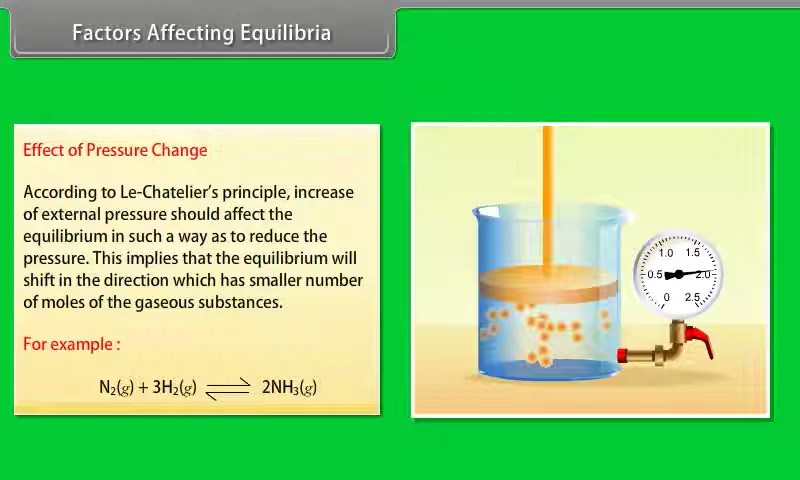 Factors Affecting Equilibria
Effect of Pressure Change
According to Le-Chatelier's principle, increase
of external pressure should affect the
equilibrium in such a way as to reduce the
pressure. This implies that the equilibrium will
shift in the direction which has smaller number
of moles of the gaseous substances.
For example :
N₂(g) + 3H₂(g) ⇌ 2NH₃(g)
1.0 1.5
0.5 2.0
0 2.5